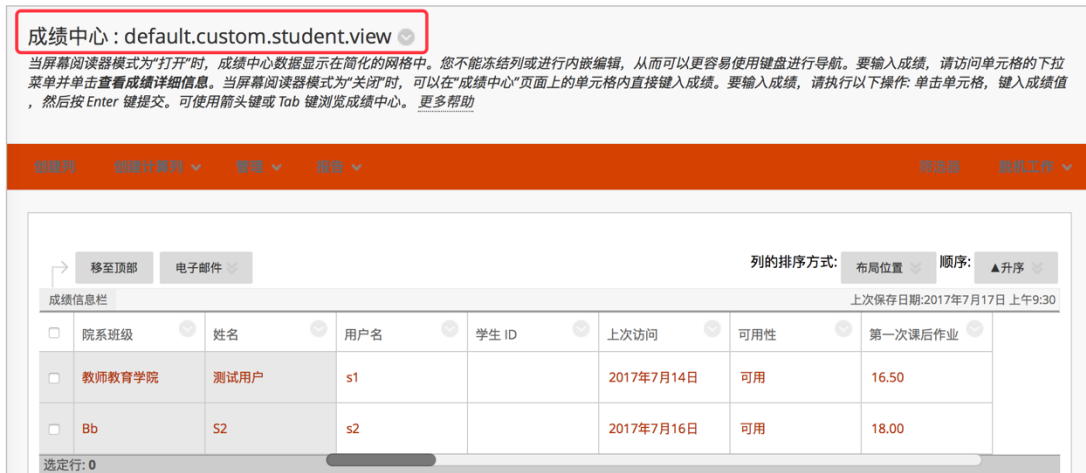 成绩中心 : default.custom.student.view
当屏幕阅读器模式为“打开”时，成绩中心数据显示在简化的网格中。您不能冻结列或进行内嵌编辑，从而可以更容易使用键盘进行导航。要输入成绩，请访问单元格的下拉
菜单并单击查看成绩详细信息。当屏幕阅读器模式为“关闭”时，可以在“成绩中心”页面上的单元格内直接键入成绩。要输入成绩，请执行以下操作: 单击单元格，键入成绩值
，然后按 Enter 键提交。可使用箭头键或 Tab 键浏览成绩中心。 更多帮助
创建列 创建计算列 管理 报告 筛选器 脱机工作
移至顶部 电子邮件 列的排序方式: 布局位置 顺序: ▲升序
成绩信息栏 上次保存日期:2017年7月17日 上午9:30
院系班级 姓名 用户名 学生 ID 上次访问 可用性 第一次课后作业
教师教育学院 测试用户 s1 2017年7月14日 可用 16.50
Bb S2 s2 2017年7月16日 可用 18.00
选定行: 0